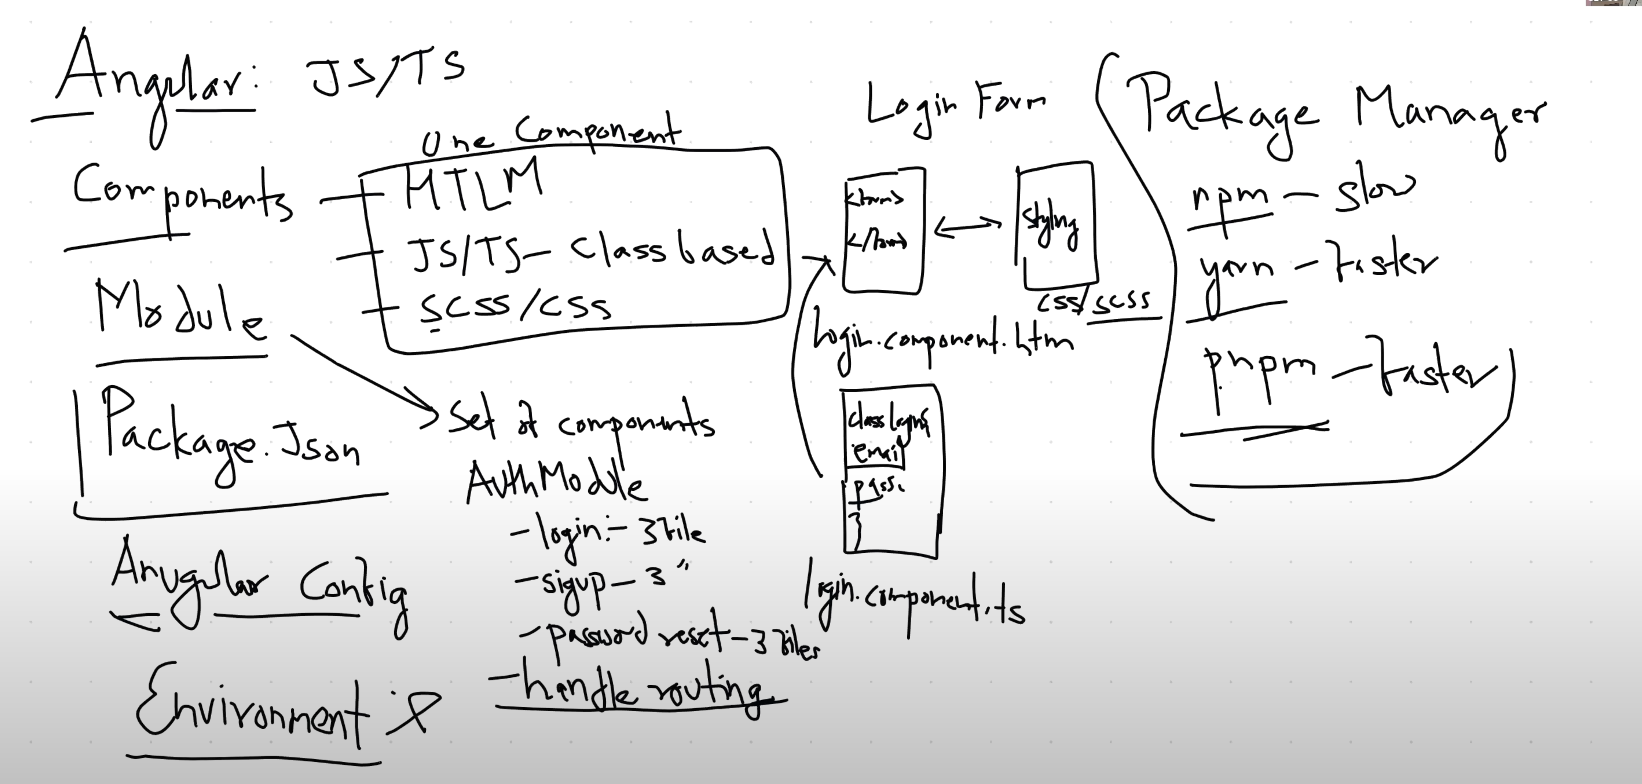 Angular: JS/TS
Components
One Component
HTLM
JS/TS - Class based
SCSS/CSS
Module
Set of components
AuthModule
- login:- 3 file
- sigup - 3 "
- password reset - 3 files
- handle routing
Package.Json
Anugular Config
Environment :
Login Form
<form>
</form>
styling
css/scss
login.component.htm
class login {
email
pass.
}
login.component.ts
Package Manager
npm - slow
yarn - faster
pnpm - faster